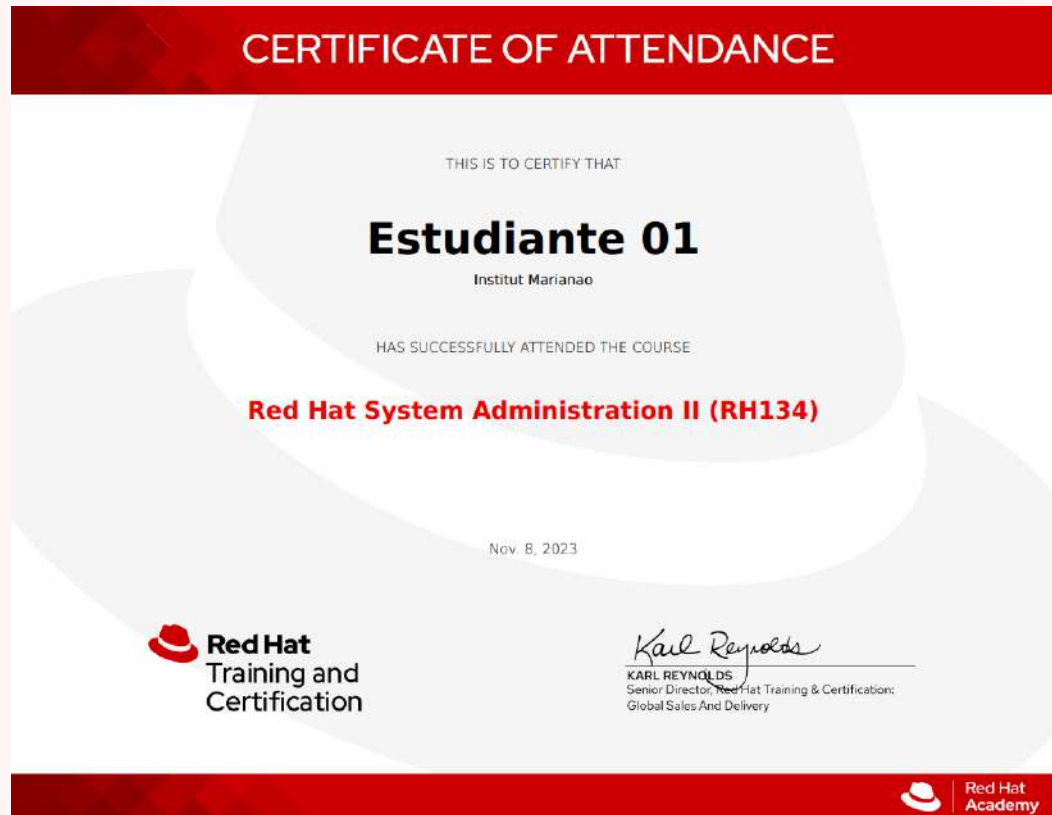 CERTIFICATE OF ATTENDANCE
THIS IS TO CERTIFY THAT
Estudiante 01
Institut Marianao
HAS SUCCESSFULLY ATTENDED THE COURSE
Red Hat System Administration II (RH134)
Nov. 8, 2023
Red Hat
Training and
Certification
Karl Reynolds
KARL REYNOLDS
Senior Director, Red Hat Training & Certification:
Global Sales And Delivery
Red Hat
Academy